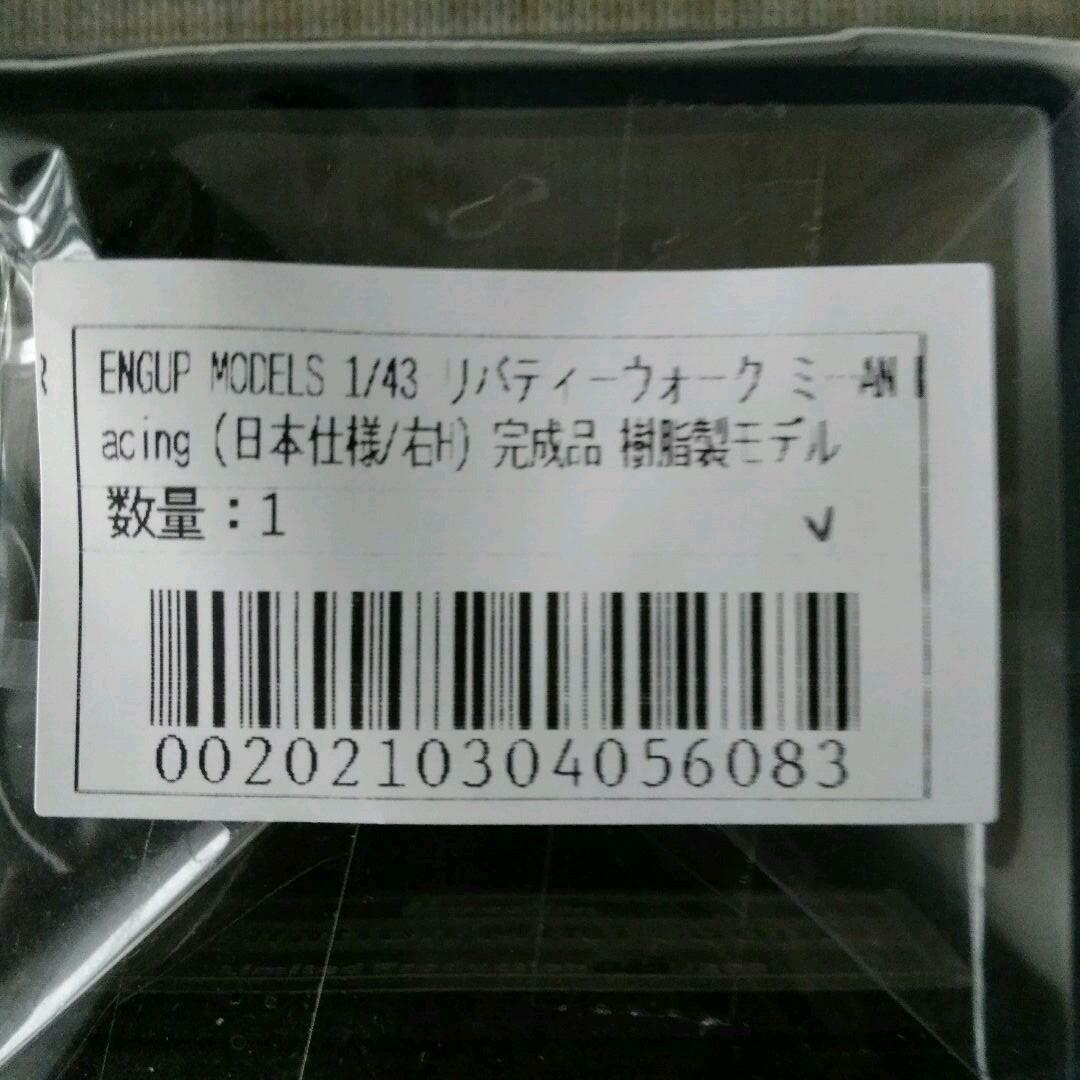 R ENGUP MODELS 1/43 リバティーウォーク ミ
acing (日本仕様/右H) 完成品 樹脂製モデル
数量：1
0020210304056083